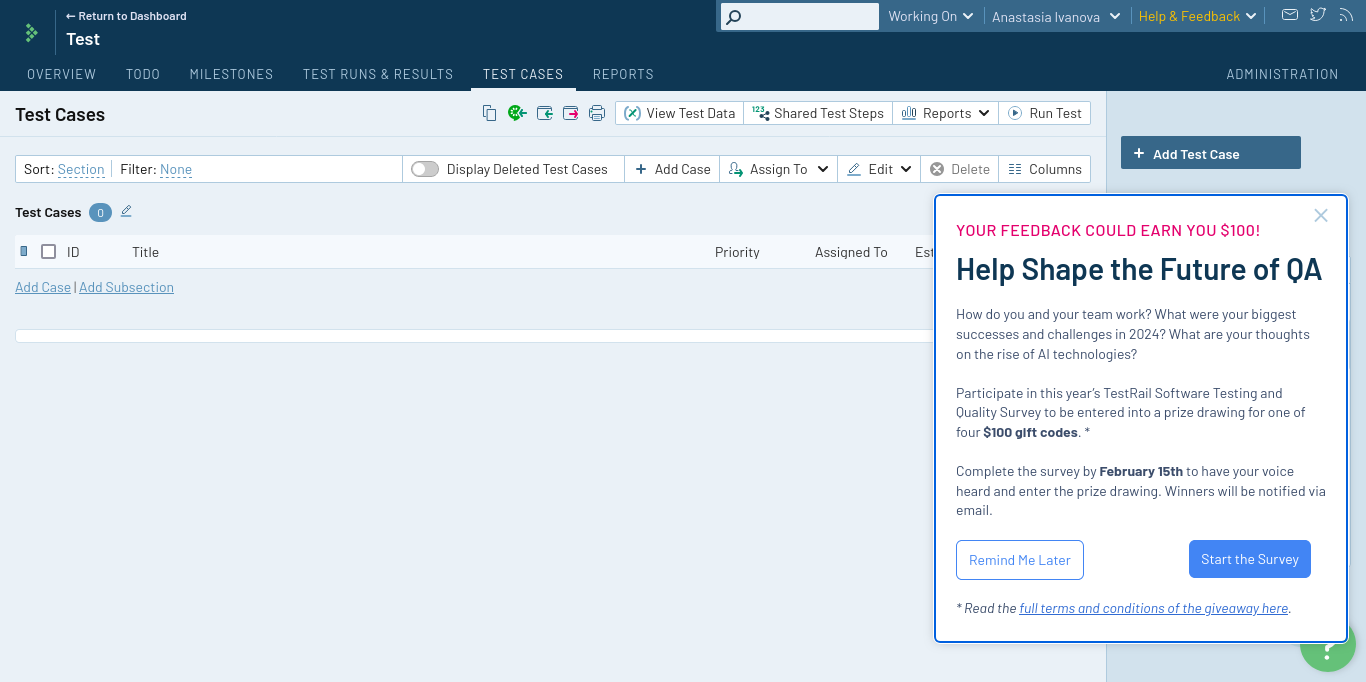 ← Return to Dashboard
Test
Working On
Anastasia Ivanova
Help & Feedback
OVERVIEW TODO MILESTONES TEST RUNS & RESULTS TEST CASES REPORTS ADMINISTRATION
Test Cases
View Test Data
123 Shared Test Steps
Reports
Run Test
+ Add Test Case
Sort: Section Filter: None
Display Deleted Test Cases
+ Add Case
Assign To
Edit
Delete
Columns
Test Cases 0
ID Title Priority Assigned To
Add Case | Add Subsection
YOUR FEEDBACK COULD EARN YOU $100!
Help Shape the Future of QA
How do you and your team work? What were your biggest
successes and challenges in 2024? What are your thoughts
on the rise of AI technologies?
Participate in this year's TestRail Software Testing and
Quality Survey to be entered into a prize drawing for one of
four $100 gift codes. *
Complete the survey by February 15th to have your voice
heard and enter the prize drawing. Winners will be notified via
email.
Remind Me Later
Start the Survey
* Read the full terms and conditions of the giveaway here.
?